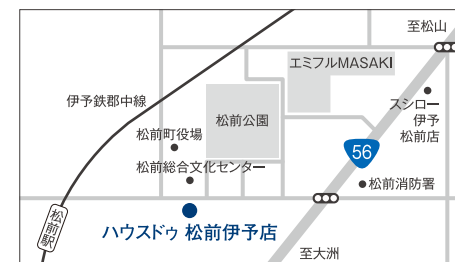 至松山
エミフルMASAKI
伊予鉄郡中線
スシロー
伊予
松前店
松前公園
松前町役場
56
松前総合文化センター
松前消防署
松前駅
ハウスドゥ 松前伊予店
至大洲